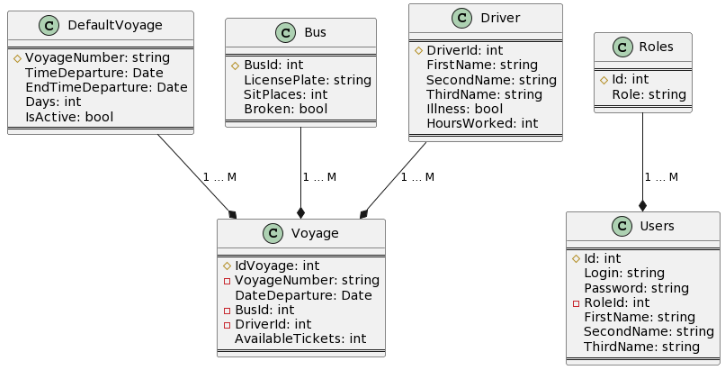 C DefaultVoyage
VoyageNumber: string
TimeDeparture: Date
EndTimeDeparture: Date
Days: int
IsActive: bool
C Bus
BusId: int
LicensePlate: string
SitPlaces: int
Broken: bool
C Driver
DriverId: int
FirstName: string
SecondName: string
ThirdName: string
Illness: bool
HoursWorked: int
C Roles
Id: int
Role: string
1 ... M
1 ... M
1 ... M
1 ... M
C Voyage
IdVoyage: int
VoyageNumber: string
DateDeparture: Date
BusId: int
DriverId: int
AvailableTickets: int
C Users
Id: int
Login: string
Password: string
RoleId: int
FirstName: string
SecondName: string
ThirdName: string